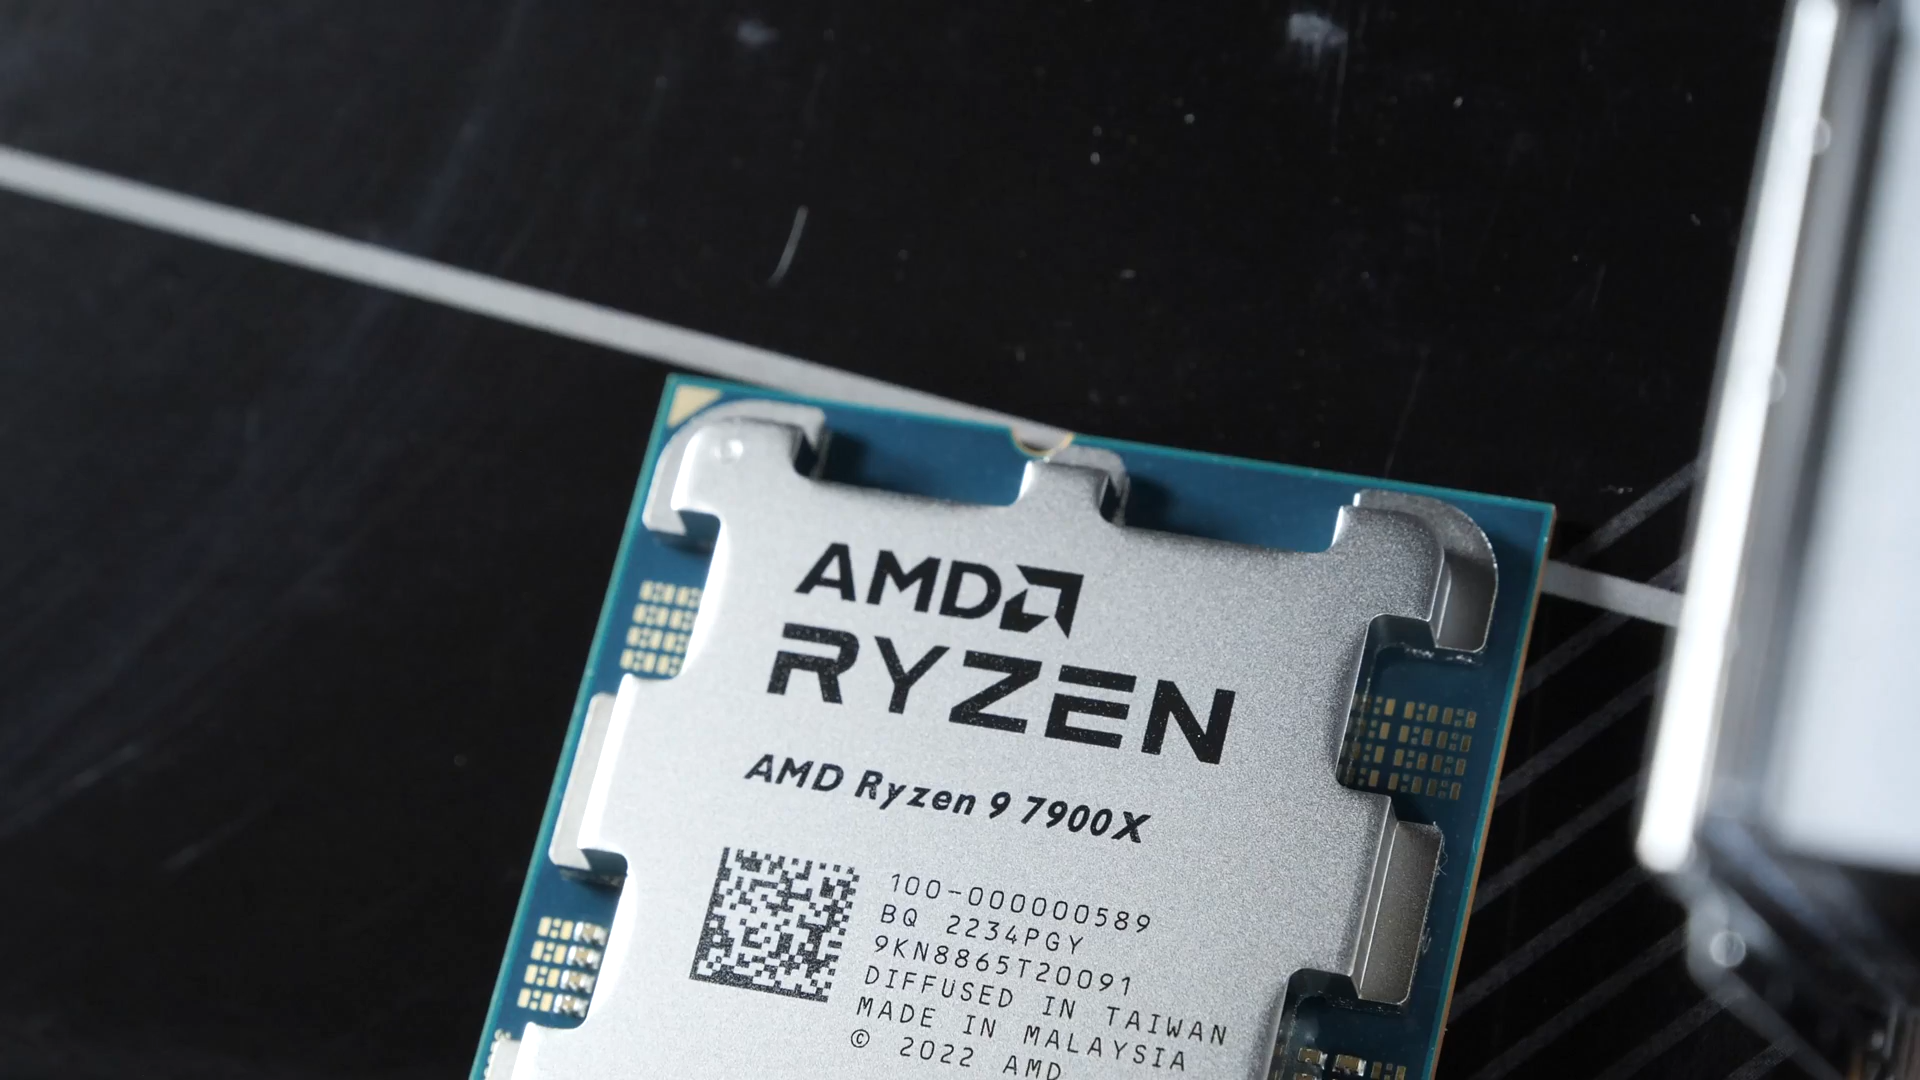 AMD
RYZEN
AMD Ryzen 9 7900X
100-000000589
BQ 2234PGY
9KN8865T20091
DIFFUSED IN TAIWAN
MADE IN MALAYSIA
© 2022 AMD